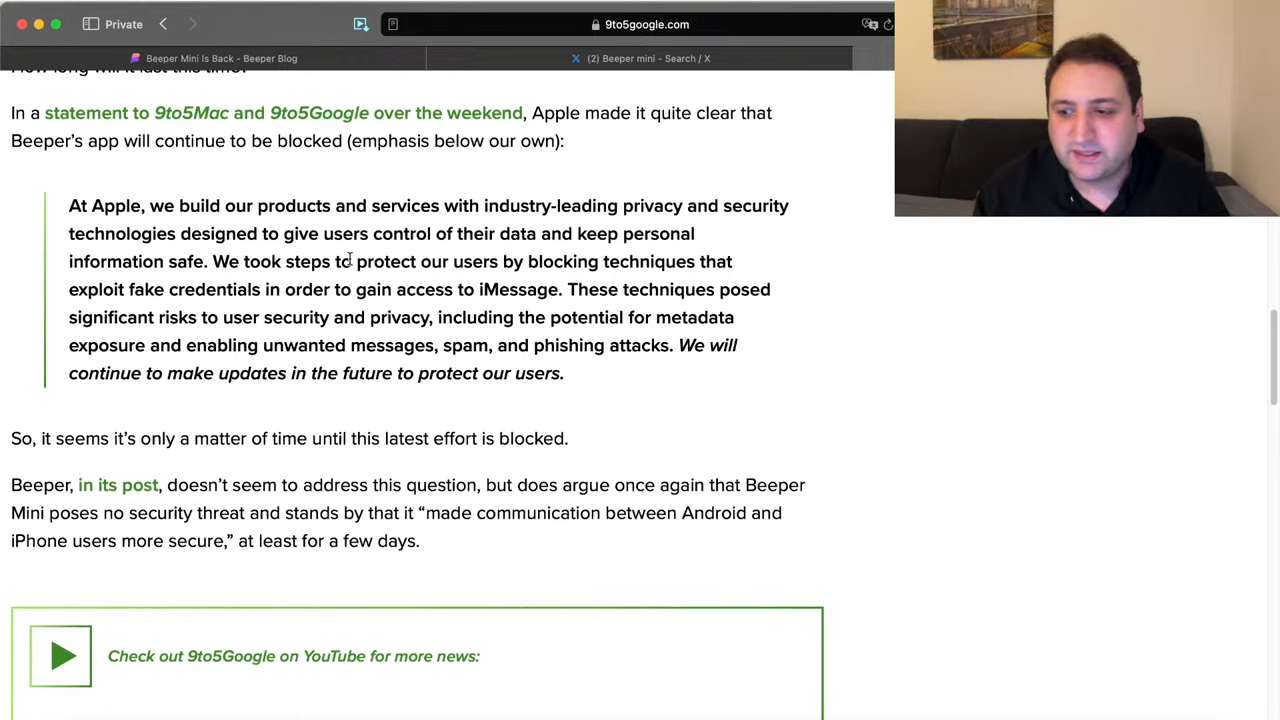 Private
9to5google.com
Beeper Mini Is Back - Beeper Blog
(2) Beeper mini - Search / X
How long will it last this time?
In a statement to 9to5Mac and 9to5Google over the weekend, Apple made it quite clear that
Beeper's app will continue to be blocked (emphasis below our own):
At Apple, we build our products and services with industry-leading privacy and security
technologies designed to give users control of their data and keep personal
information safe. We took steps to protect our users by blocking techniques that
exploit fake credentials in order to gain access to iMessage. These techniques posed
significant risks to user security and privacy, including the potential for metadata
exposure and enabling unwanted messages, spam, and phishing attacks. We will
continue to make updates in the future to protect our users.
So, it seems it's only a matter of time until this latest effort is blocked.
Beeper, in its post, doesn't seem to address this question, but does argue once again that Beeper
Mini poses no security threat and stands by that it “made communication between Android and
iPhone users more secure,” at least for a few days.
Check out 9to5Google on YouTube for more news: